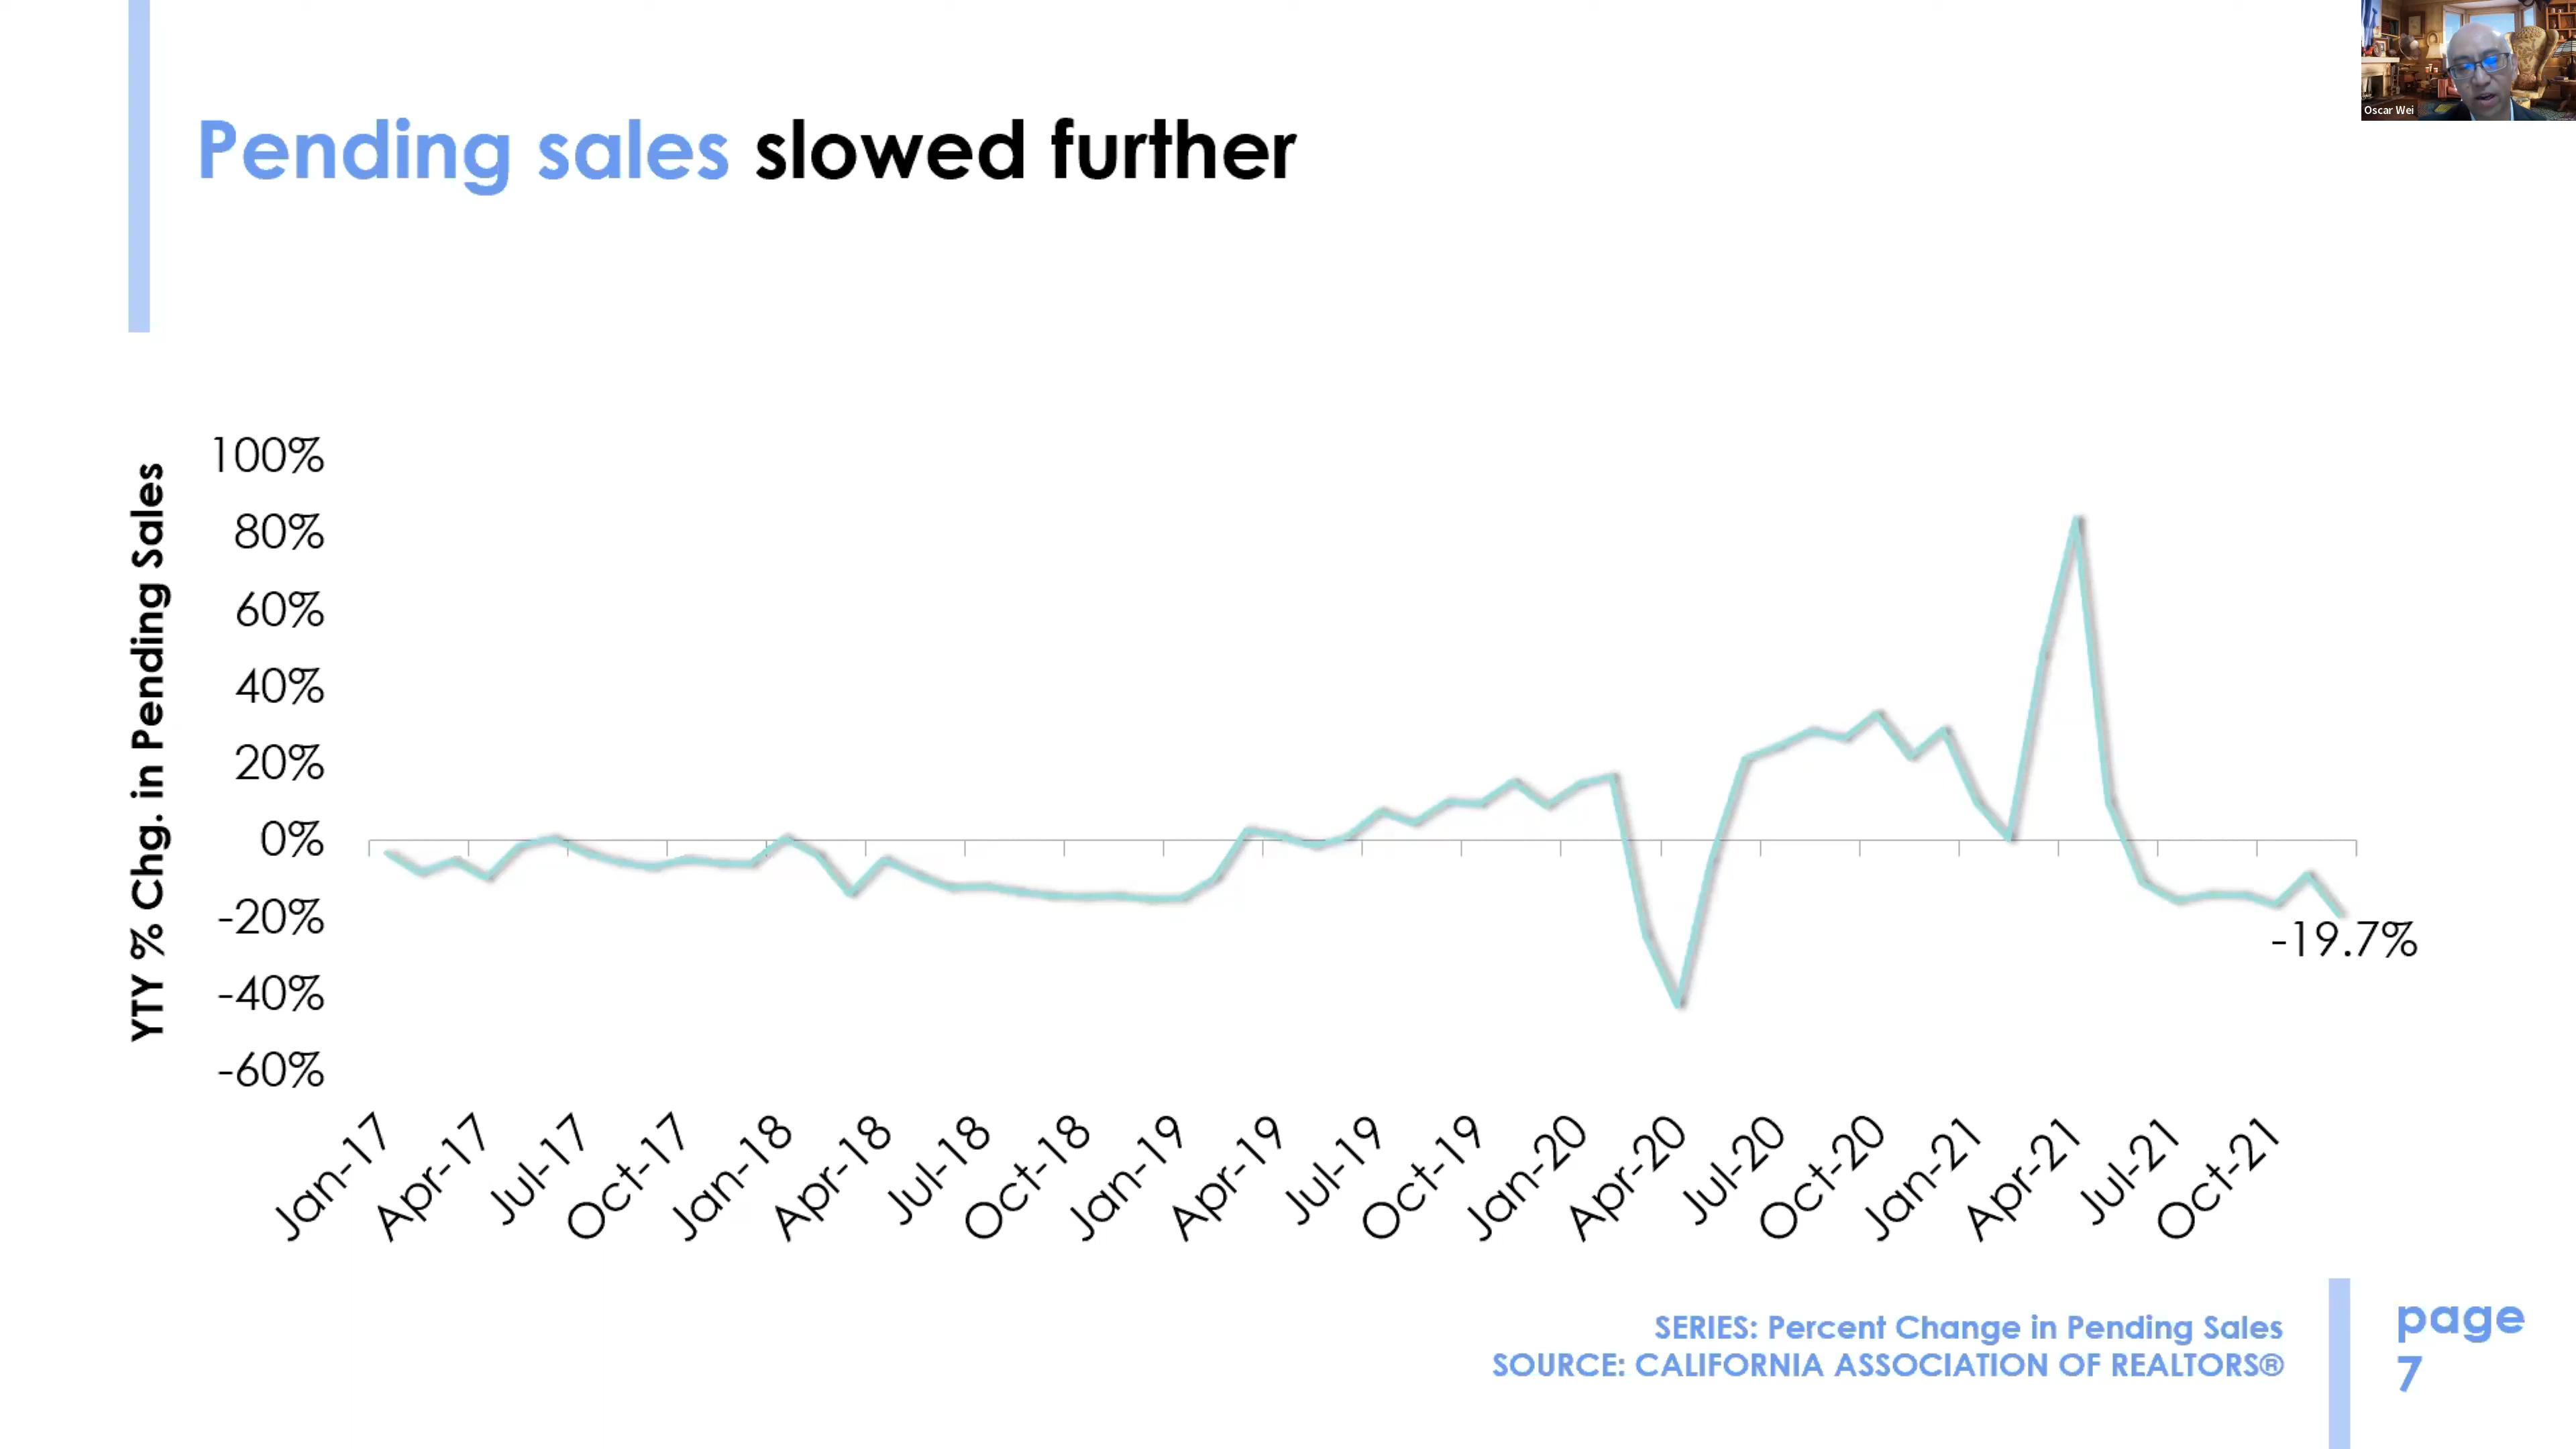 Oscar Wei
Pending sales slowed further
YTY % Chg. in Pending Sales
100%
80%
60%
40%
20%
0%
-20%
-40%
-60%
-19.7%
Jan-17
Apr-17
Jul-17
Oct-17
Jan-18
Apr-18
Jul-18
Oct-18
Jan-19
Apr-19
Jul-19
Oct-19
Jan-20
Apr-20
Jul-20
Oct-20
Jan-21
Apr-21
Jul-21
Oct-21
SERIES: Percent Change in Pending Sales
SOURCE: CALIFORNIA ASSOCIATION OF REALTORS®
page
7